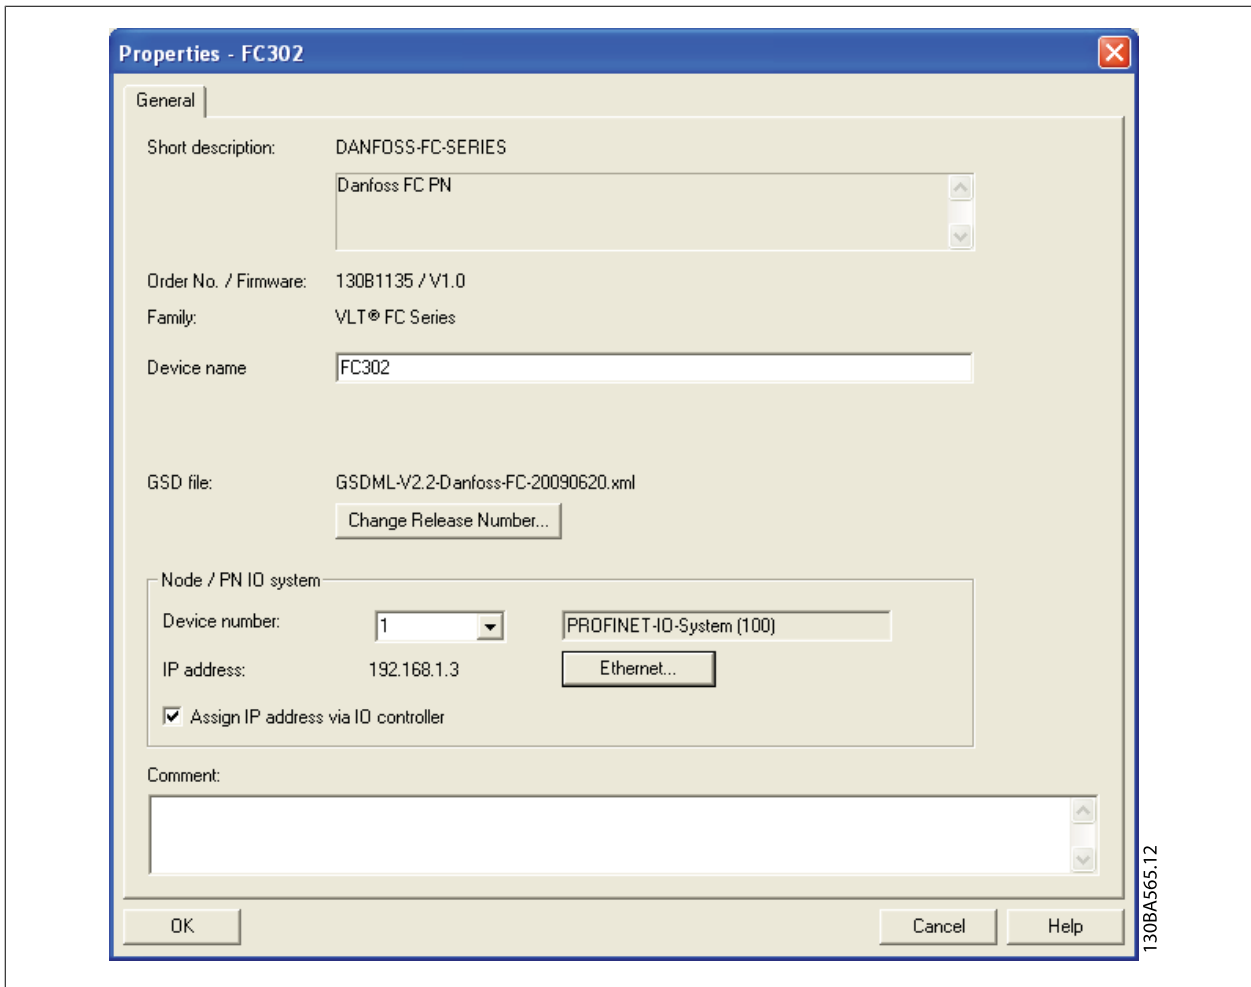 Properties - FC302
General
Short description: DANFOSS-FC-SERIES
Danfoss FC PN
Order No. / Firmware: 130B1135 / V1.0
Family: VLT® FC Series
Device name FC302
GSD file: GSDML-V2.2-Danfoss-FC-20090620.xml
Change Release Number...
Node / PN IO system
Device number: 1 PROFINET-IO-System (100)
IP address: 192.168.1.3 Ethernet...
Assign IP address via IO controller
Comment:
OK Cancel Help
130BA565.12